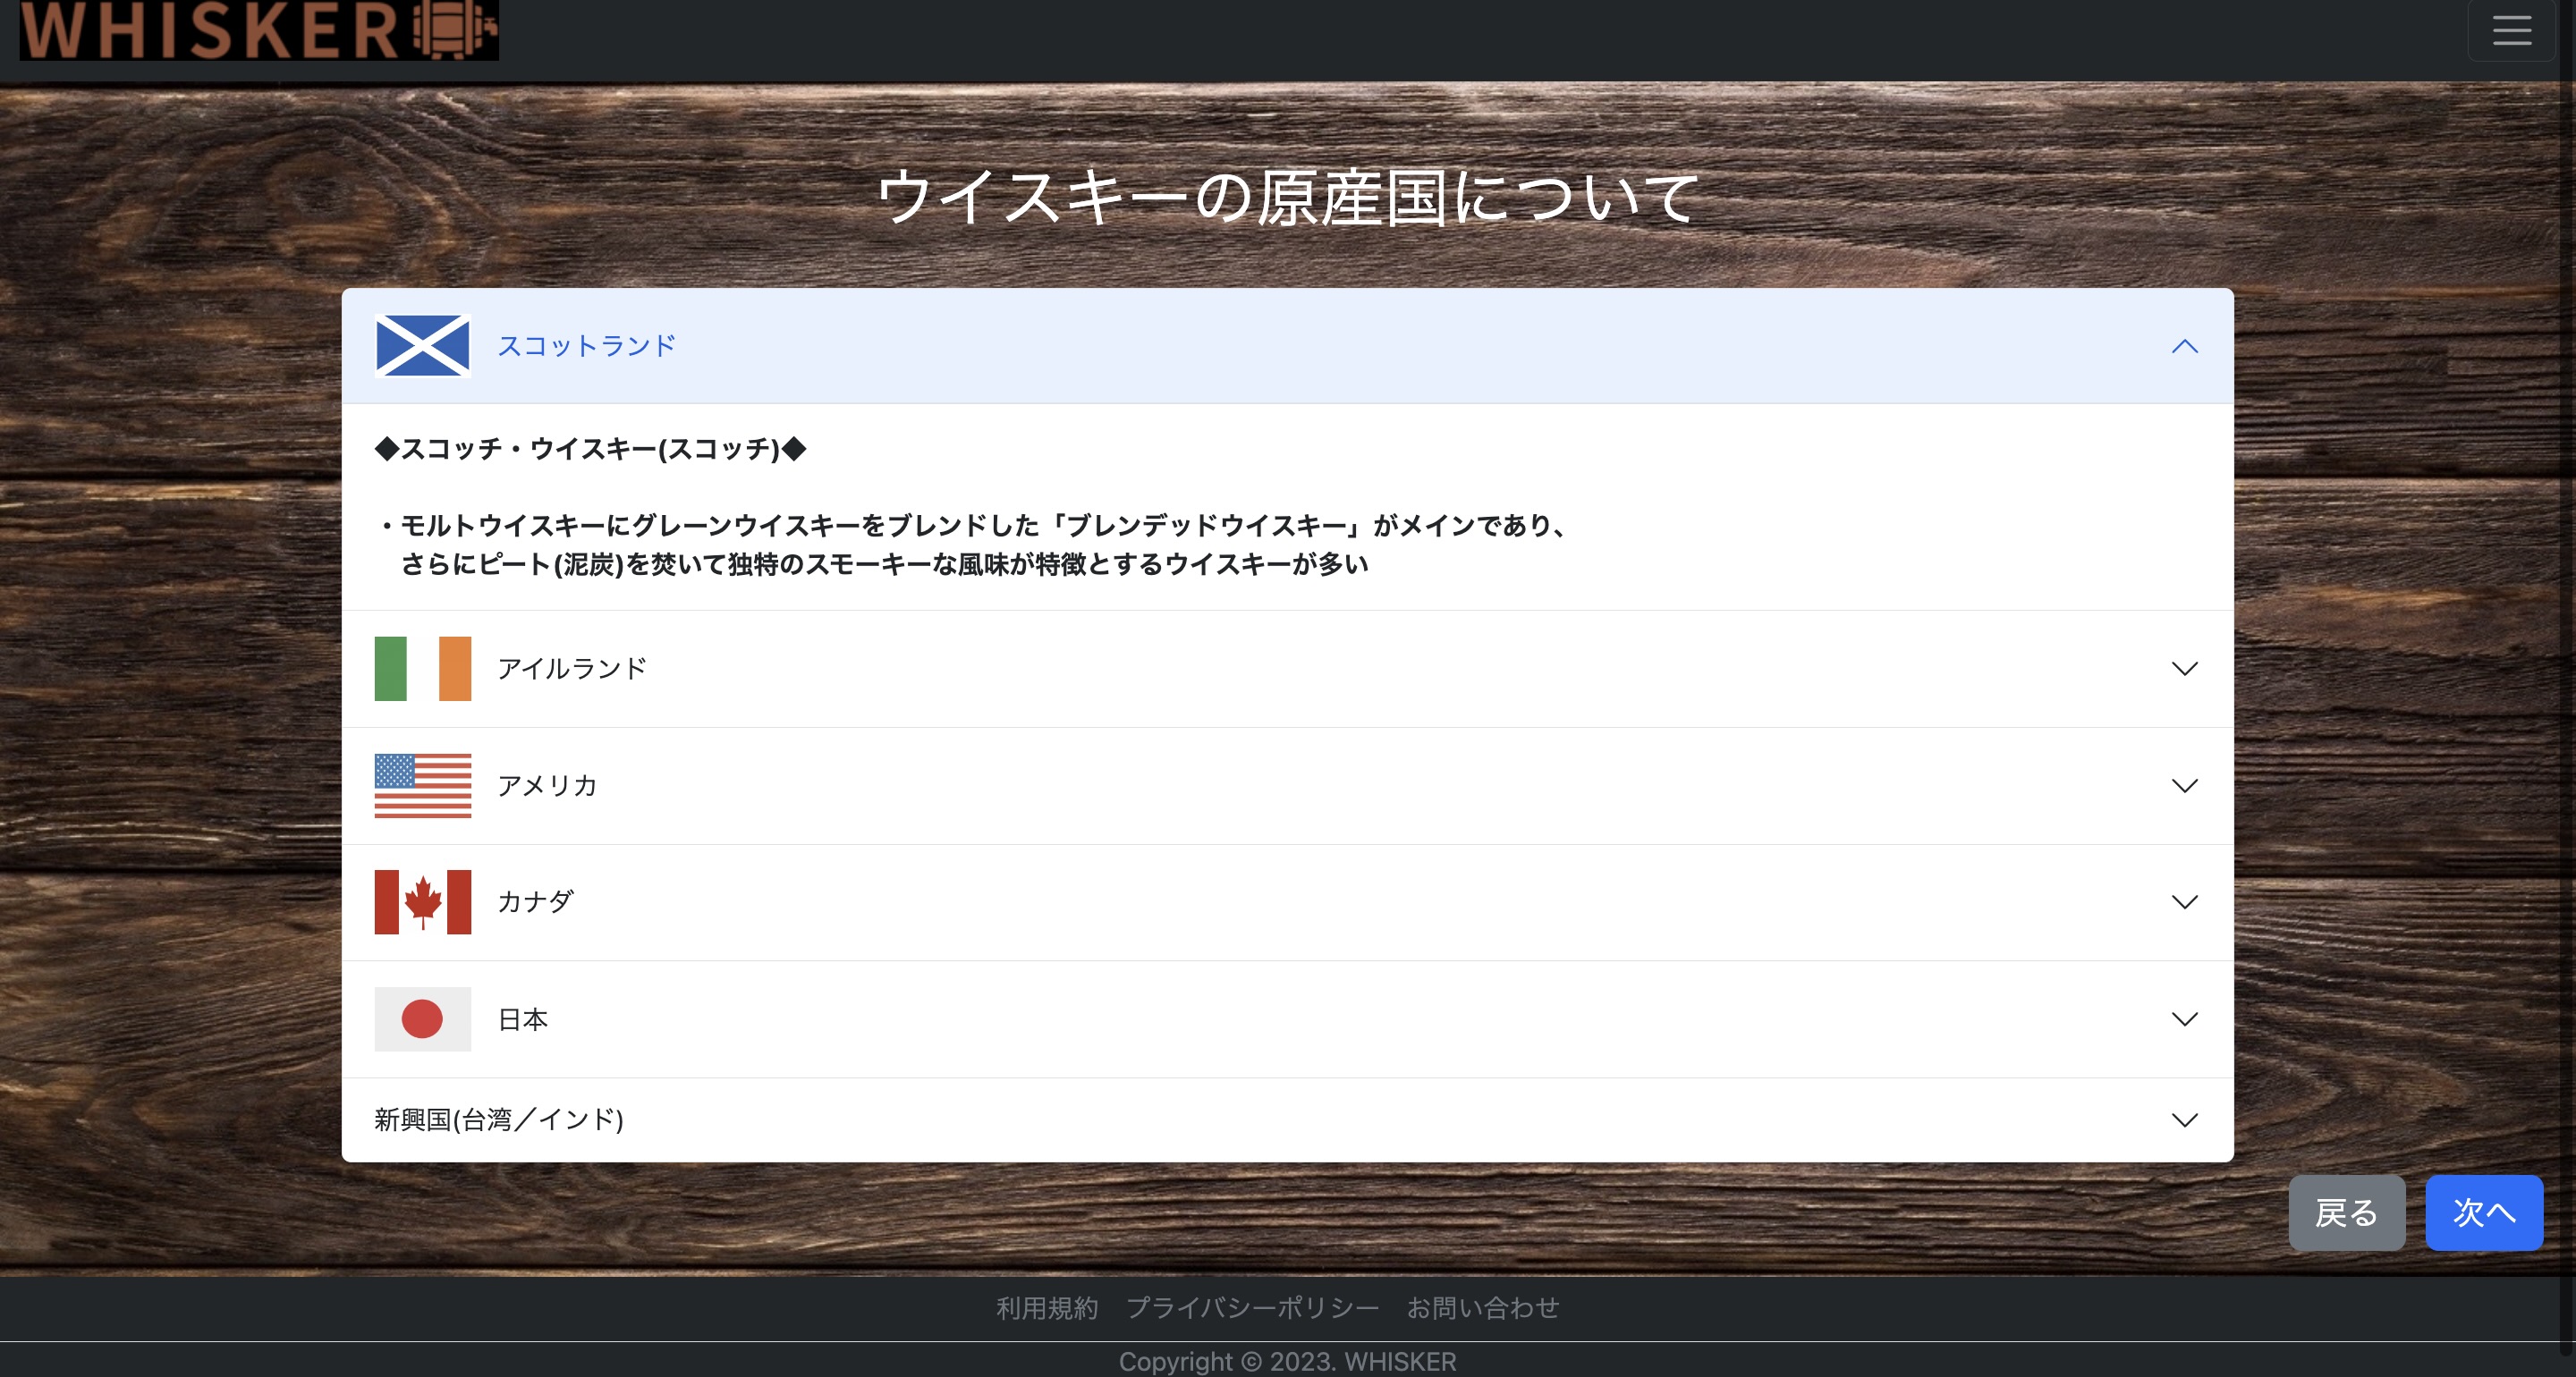 WHISKER
ウイスキーの原産国について
スコットランド
◆スコッチ・ウイスキー(スコッチ)◆
・モルトウイスキーにグレーンウイスキーをブレンドした「ブレンデッドウイスキー」がメインであり、
さらにピート(泥炭)を焚いて独特のスモーキーな風味が特徴とするウイスキーが多い
アイルランド
アメリカ
カナダ
日本
新興国(台湾／インド)
戻る 次へ
利用規約 プライバシーポリシー お問い合わせ
Copyright © 2023. WHISKER